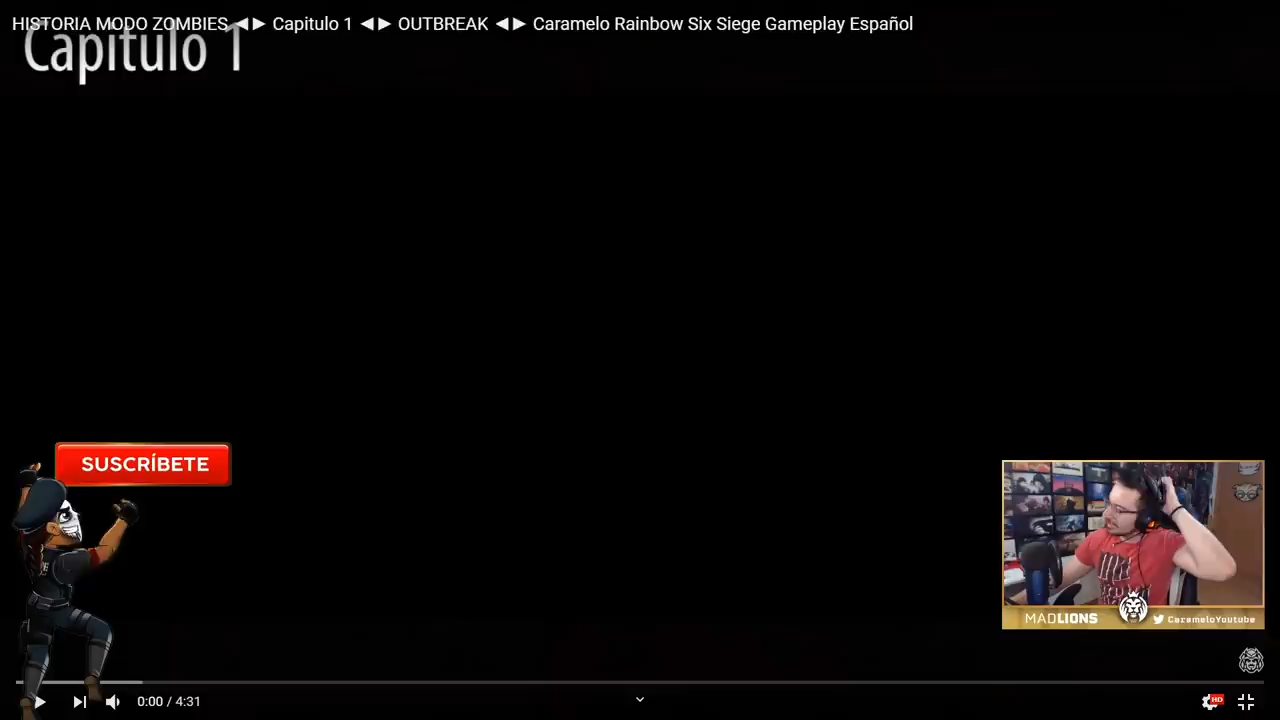 HISTORIA MODO ZOMBIES ◄► Capitulo 1 ◄► OUTBREAK ◄► Caramelo Rainbow Six Siege Gameplay Español
Capitulo 1
SUSCRÍBETE
MADLIONS
CarameloYoutube
0:00 / 4:31
HD